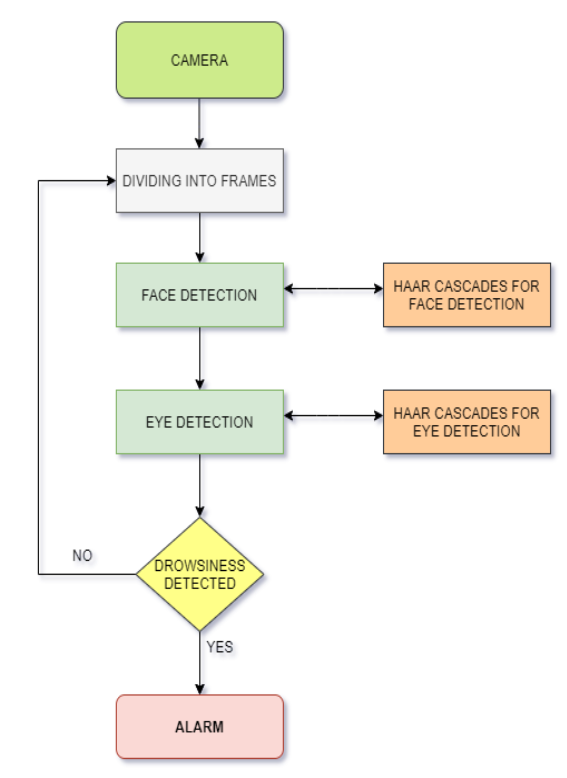 CAMERA
DIVIDING INTO FRAMES
FACE DETECTION
HAAR CASCADES FOR
FACE DETECTION
EYE DETECTION
HAAR CASCADES FOR
EYE DETECTION
NO
DROWSINESS
DETECTED
YES
ALARM